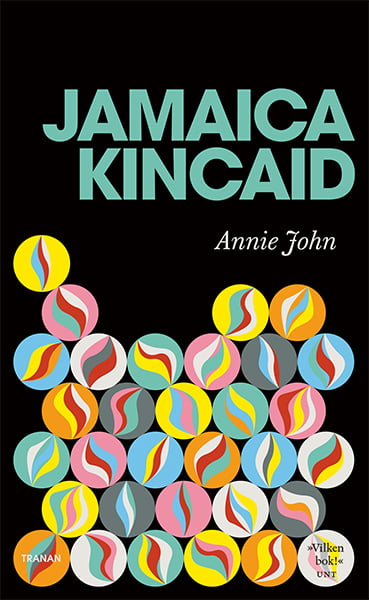 JAMAICA
KINCAID
Annie John
TRANAN
»Vilken
bok!«
UNT